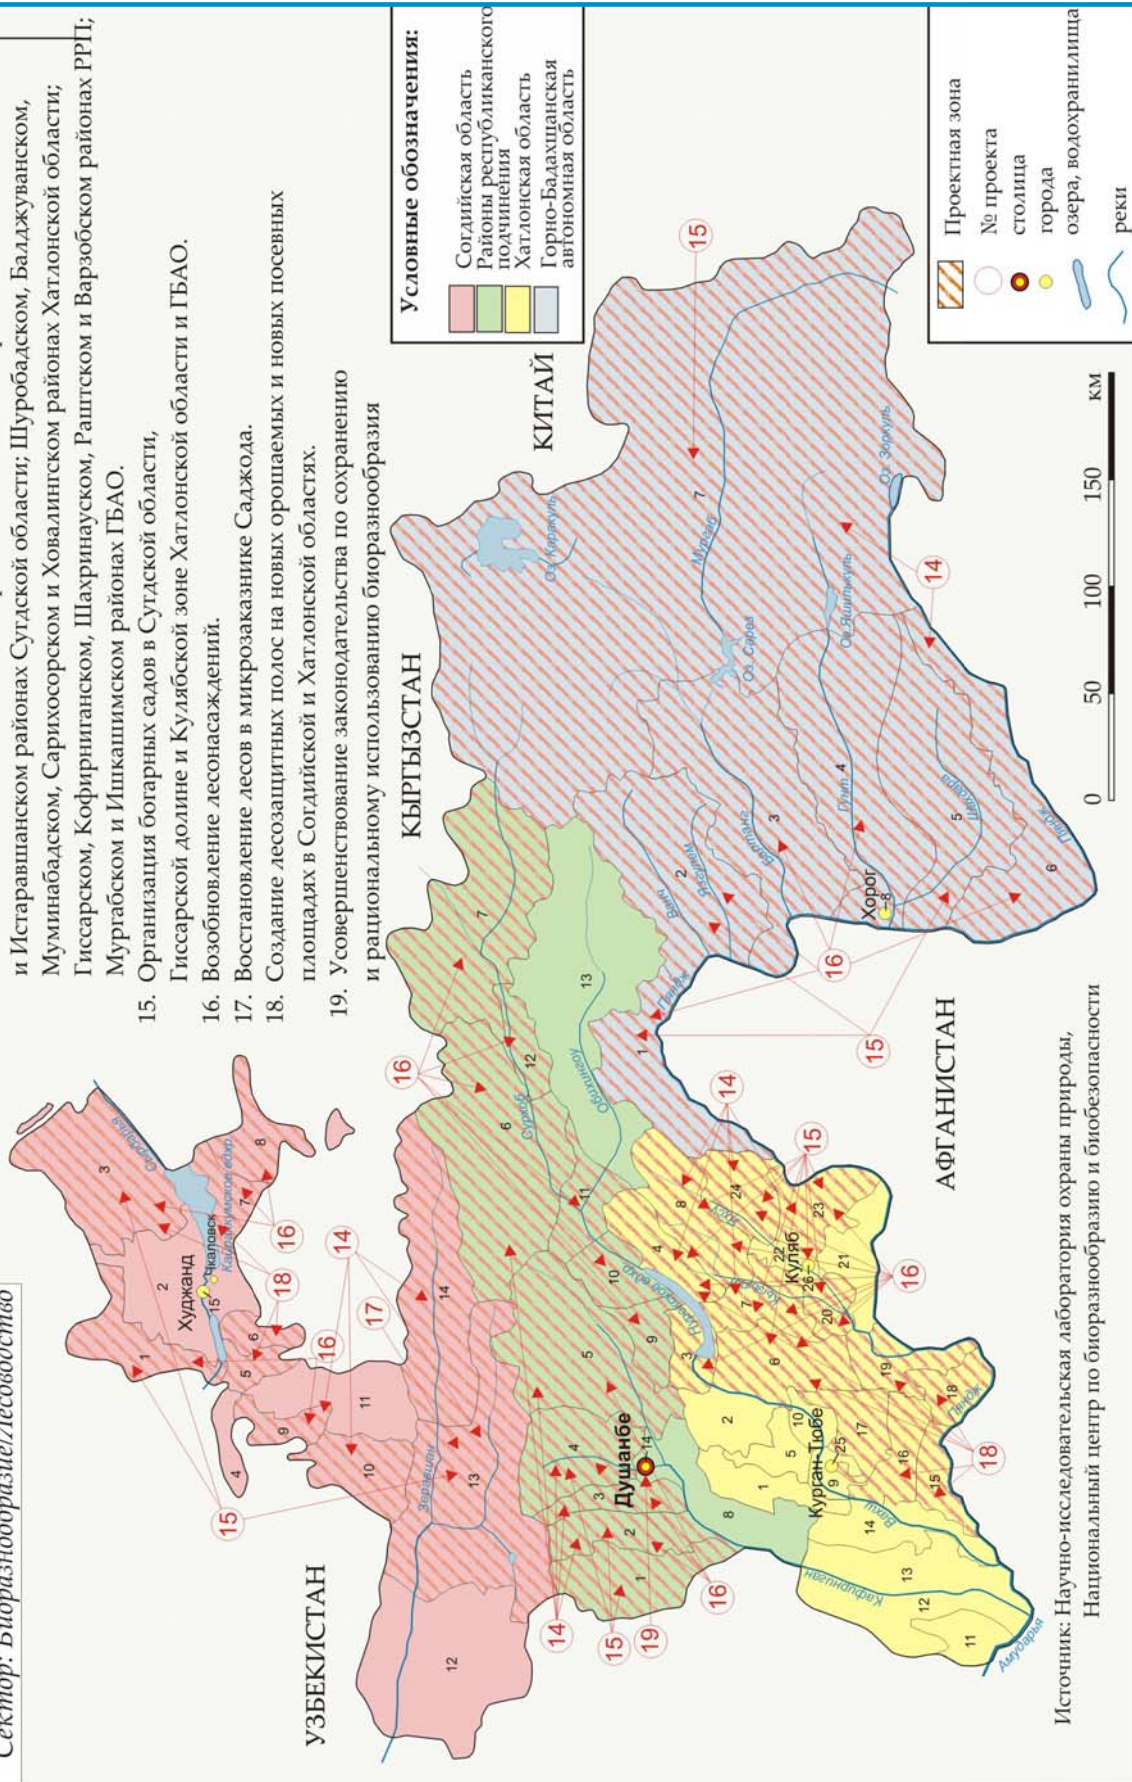 Сектор: Биоразнообразие/Лесоводство
и Истаравшанском районах Сугдской области; Шуробадском, Балджуванском,
Муминабадском, Сарихосорском и Ховалингском районах Хатлонской области;
Гиссарском, Кофирниганском, Шахринауском, Раштском и Варзобском районах РРП;
Мургабском и Ишкашимском районах ГБАО.
15. Организация богарных садов в Сугдской области,
Гиссарской долине и Кулябской зоне Хатлонской области и ГБАО.
16. Возобновление лесонасаждений.
17. Восстановление лесов в микрозаказнике Саджода.
18. Создание лесозащитных полос на новых орошаемых и новых посевных
площадях в Согдийской и Хатлонской областях.
19. Усовершенствование законодательства по сохранению
и рациональному использованию биоразнообразия
Условные обозначения:
Согдийская область
Районы республиканского
подчинения
Хатлонская область
Горно-Бадахшанская
автономная область
Проектная зона
№ проекта
столица
города
озера, водохранилища
реки
УЗБЕКИСТАН
КЫРГЫЗСТАН
КИТАЙ
АФГАНИСТАН
Худжанд
Чкаловск
Сырдарья
Кайраккумское вдхр
Зеравшан
Душанбе
Сурхоб
Обихингоу
Нурекское вдхр
Яхсу
Кызылсу
Куляб
Курган-Тюбе
Вахш
Кафирниган
Амударья
Пяндж
Пяндж
Ванч
Язгулем
Бартанг
Гунт
Шахдара
Хорог
Пяндж
Мургаб
Оз. Каракуль
Оз. Сарез
Оз. Яшилькуль
Оз. Зоркуль
0 50 100 150 км
Источник: Научно-исследовательская лаборатория охраны природы,
Национальный центр по биоразнообразию и биобезопасности